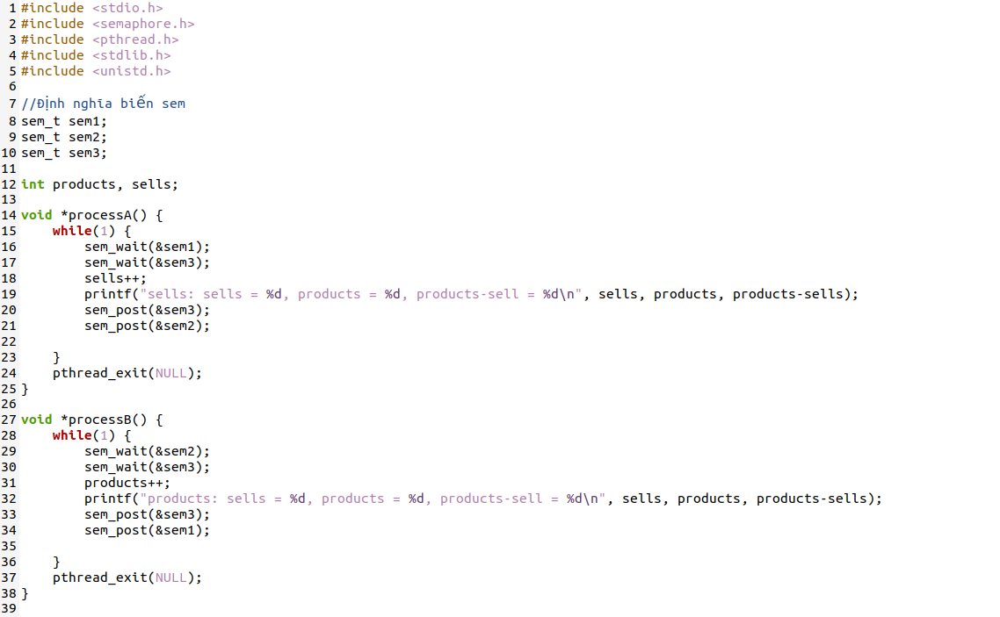 1 #include <stdio.h>
2 #include <semaphore.h>
3 #include <pthread.h>
4 #include <stdlib.h>
5 #include <unistd.h>
6
7 //Định nghĩa biến sem
8 sem_t sem1;
9 sem_t sem2;
10 sem_t sem3;
11
12 int products, sells;
13
14 void *processA() {
15     while(1) {
16         sem_wait(&sem1);
17         sem_wait(&sem3);
18         sells++;
19         printf("sells: sells = %d, products = %d, products-sell = %d\n", sells, products, products-sells);
20         sem_post(&sem3);
21         sem_post(&sem2);
22
23     }
24     pthread_exit(NULL);
25 }
26
27 void *processB() {
28     while(1) {
29         sem_wait(&sem2);
30         sem_wait(&sem3);
31         products++;
32         printf("products: sells = %d, products = %d, products-sell = %d\n", sells, products, products-sells);
33         sem_post(&sem3);
34         sem_post(&sem1);
35
36     }
37     pthread_exit(NULL);
38 }
39